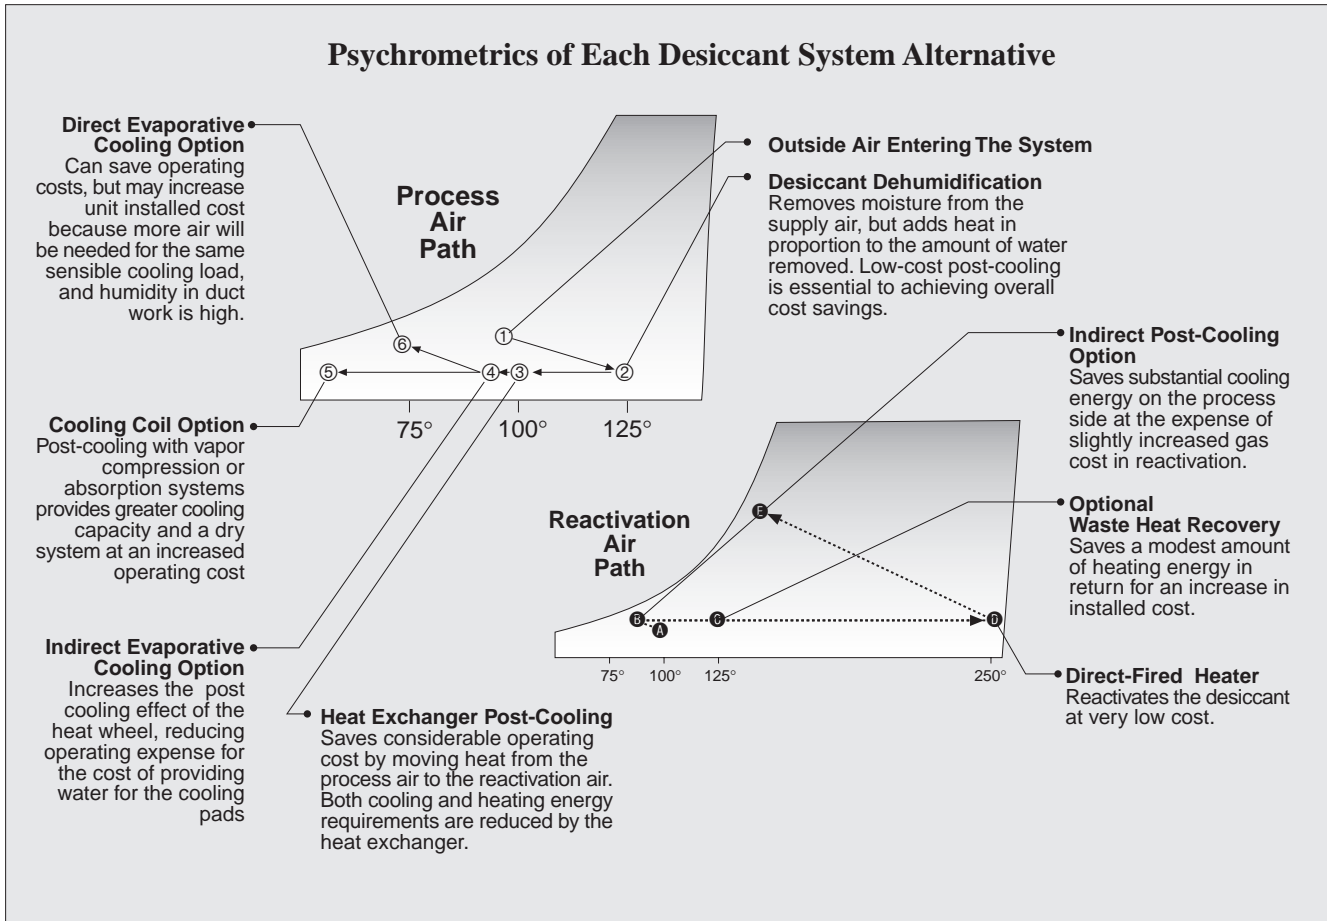 Psychrometrics of Each Desiccant System Alternative
Direct Evaporative
Cooling Option
Can save operating
costs, but may increase
unit installed cost
because more air will
be needed for the same
sensible cooling load,
and humidity in duct
work is high.
Process
Air
Path
Outside Air Entering The System
Desiccant Dehumidification
Removes moisture from the
supply air, but adds heat in
proportion to the amount of water
removed. Low-cost post-cooling
is essential to achieving overall
cost savings.
① 
⑥
⑤ ④ ③ ②
75° 100° 125°
Cooling Coil Option
Post-cooling with vapor
compression or
absorption systems
provides greater cooling
capacity and a dry
system at an increased
operating cost
Indirect Post-Cooling
Option
Saves substantial cooling
energy on the process
side at the expense of
slightly increased gas
cost in reactivation.
Reactivation
Air
Path
E
B C D
A
75° 100° 125° 250°
Optional
Waste Heat Recovery
Saves a modest amount
of heating energy in
return for an increase in
installed cost.
Indirect Evaporative
Cooling Option
Increases the post
cooling effect of the
heat wheel, reducing
operating expense for
the cost of providing
water for the cooling
pads
Heat Exchanger Post-Cooling
Saves considerable operating
cost by moving heat from the
process air to the reactivation air.
Both cooling and heating energy
requirements are reduced by the
heat exchanger.
Direct-Fired Heater
Reactivates the desiccant
at very low cost.